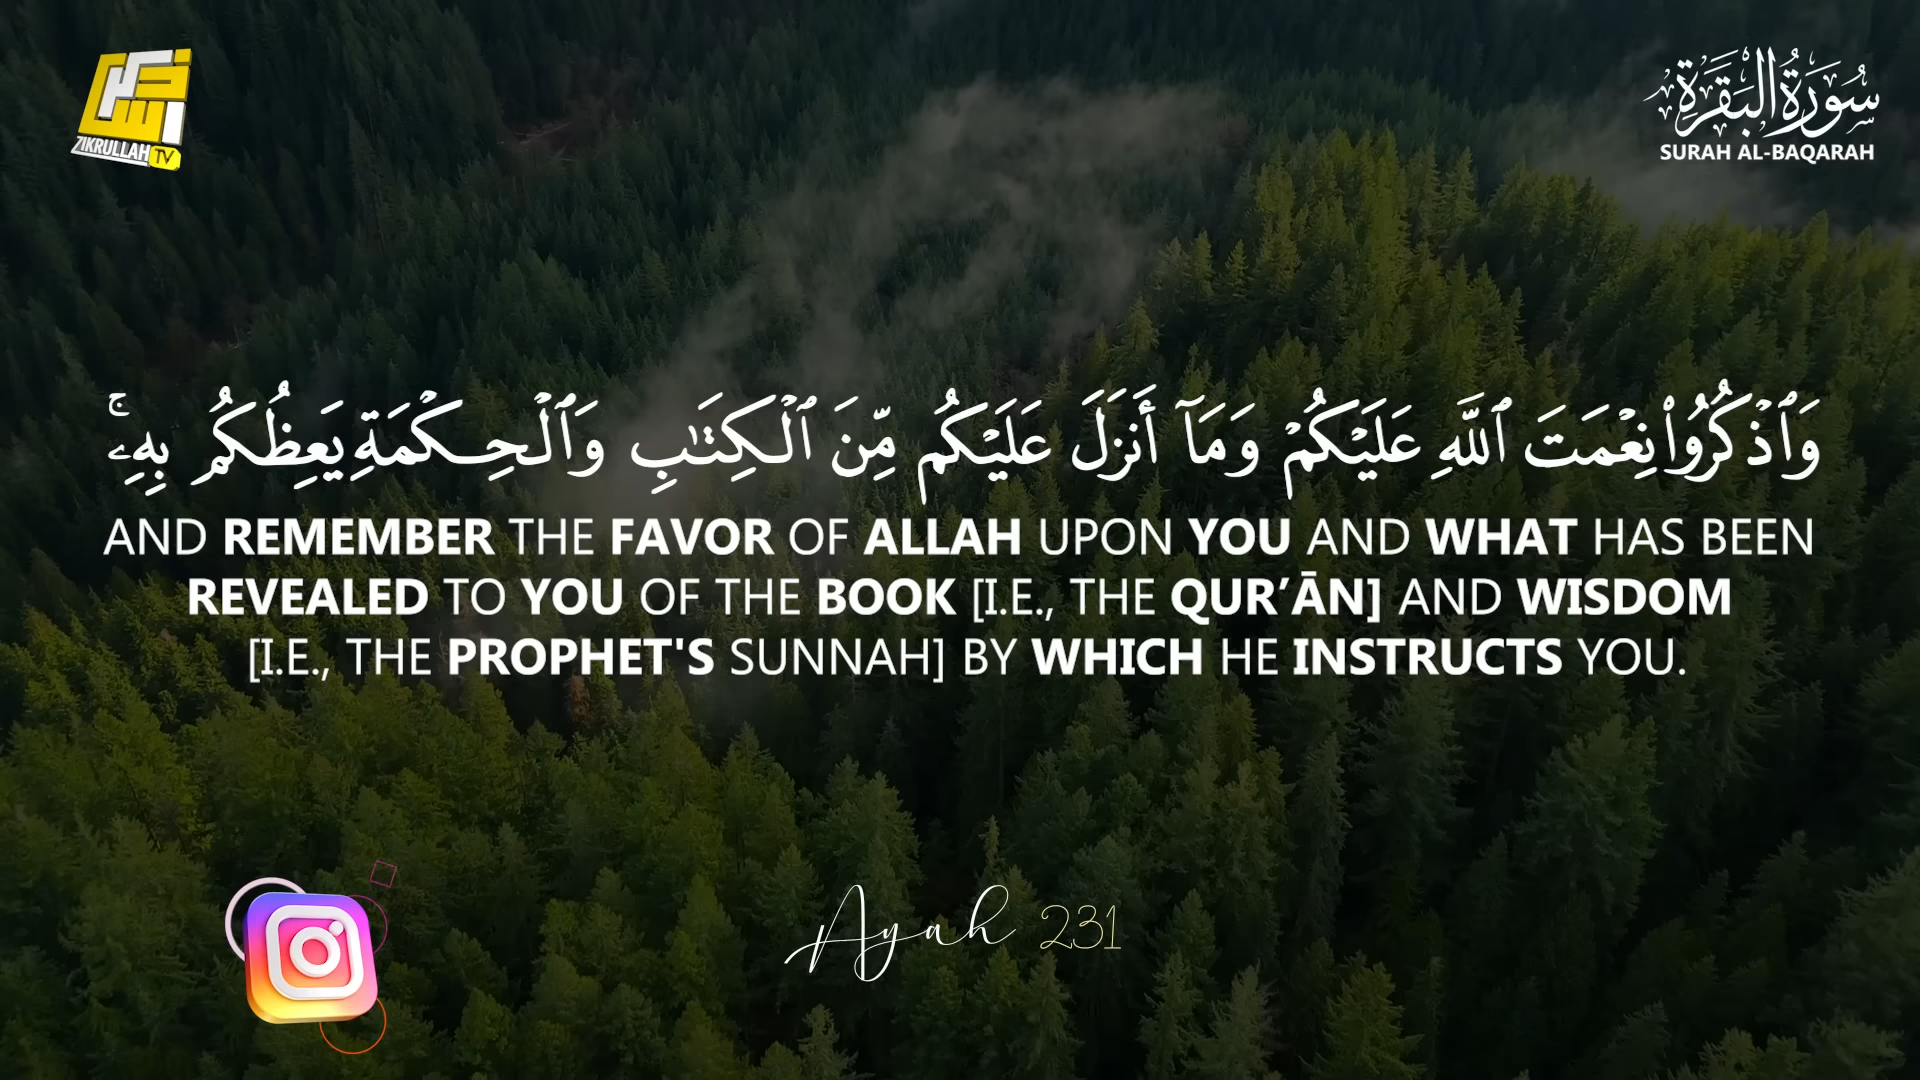 ZIKRULLAH TV
سُورَةُ البَقَرَةِ
SURAH AL-BAQARAH
وَٱذْكُرُوا۟ نِعْمَتَ ٱللَّهِ عَلَيْكُمْ وَمَآ أَنزَلَ عَلَيْكُم مِّنَ ٱلْكِتَـٰبِ وَٱلْحِكْمَةِ يَعِظُكُم بِهِۦ ۚ
AND REMEMBER THE FAVOR OF ALLAH UPON YOU AND WHAT HAS BEEN
REVEALED TO YOU OF THE BOOK [I.E., THE QUR’ĀN] AND WISDOM
[I.E., THE PROPHET'S SUNNAH] BY WHICH HE INSTRUCTS YOU.
Ayah 231